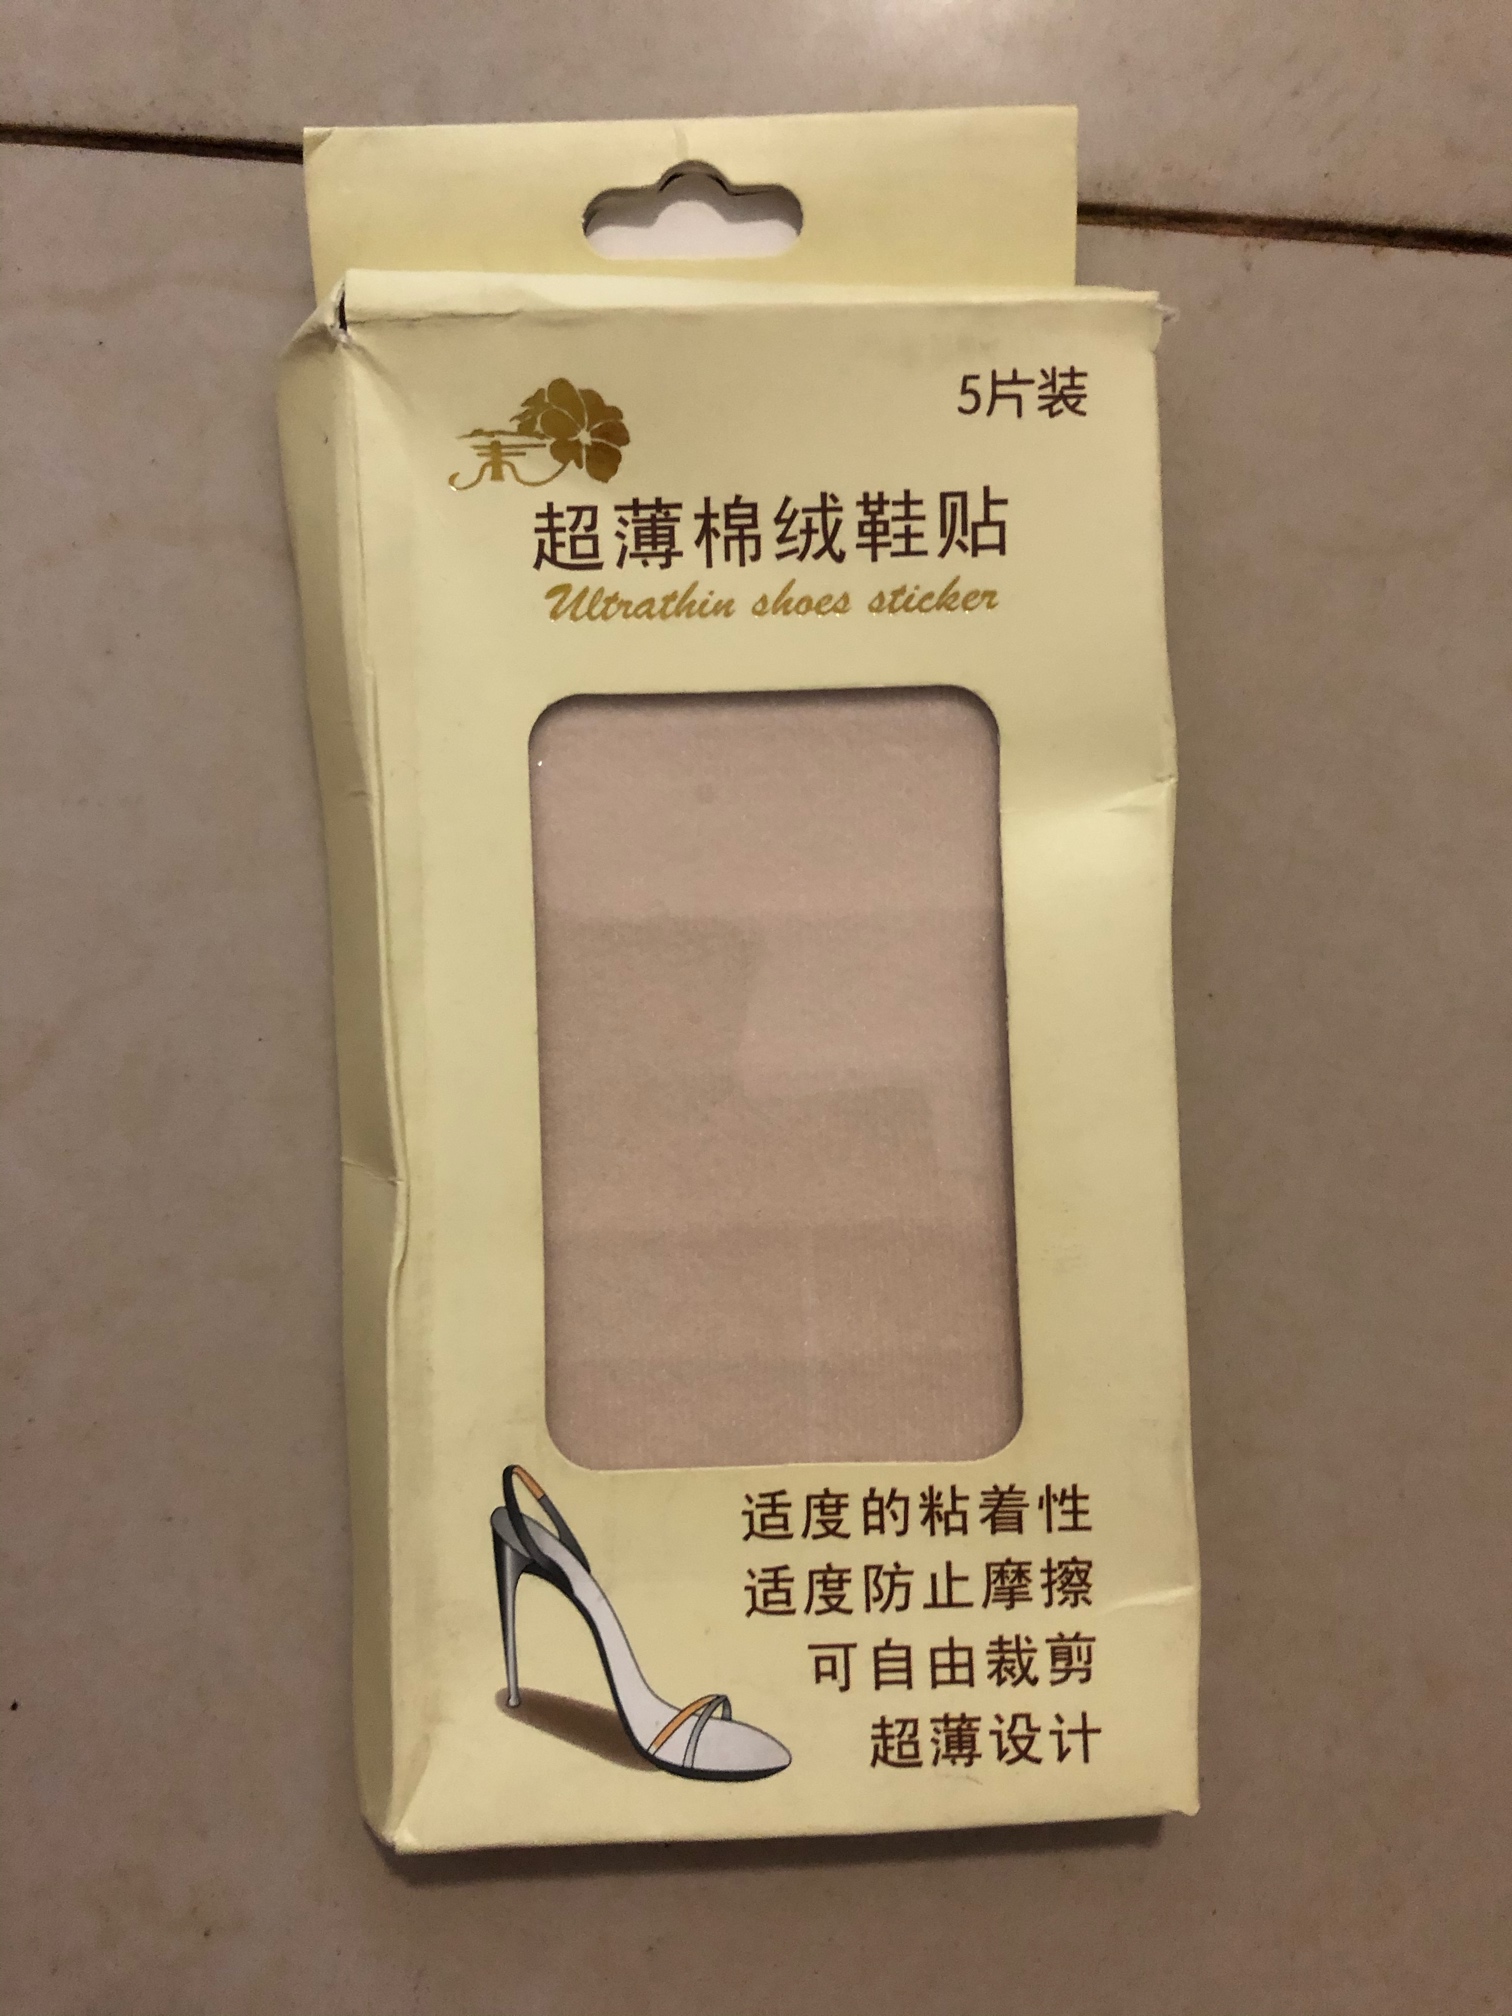 5片装
超薄棉绒鞋贴
Ultrathin shoes sticker
适度的粘着性
适度防止摩擦
可自由裁剪
超薄设计